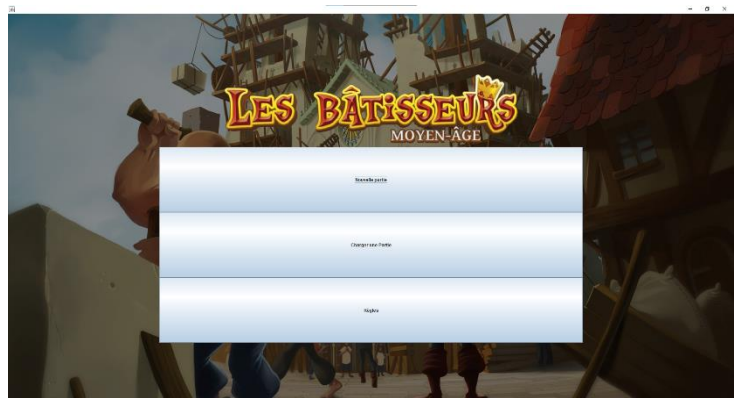 LES BÂTISSEURS
MOYEN-ÂGE
Nouvelle partie
Charger une Partie
Règles